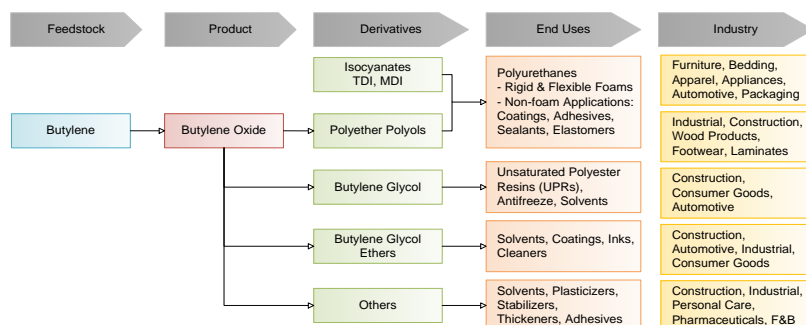 Feedstock
Product
Derivatives
End Uses
Industry
Isocyanates
TDI, MDI
Polyurethanes
- Rigid & Flexible Foams
- Non-foam Applications:
Coatings, Adhesives,
Sealants, Elastomers
Furniture, Bedding,
Apparel, Appliances,
Automotive, Packaging
Butylene
Butylene Oxide
Polyether Polyols
Industrial, Construction,
Wood Products,
Footwear, Laminates
Butylene Glycol
Unsaturated Polyester
Resins (UPRs),
Antifreeze, Solvents
Construction,
Consumer Goods,
Automotive
Butylene Glycol
Ethers
Solvents, Coatings, Inks,
Cleaners
Construction,
Automotive, Industrial,
Consumer Goods
Others
Solvents, Plasticizers,
Stabilizers,
Thickeners, Adhesives
Construction, Industrial,
Personal Care,
Pharmaceuticals, F&B